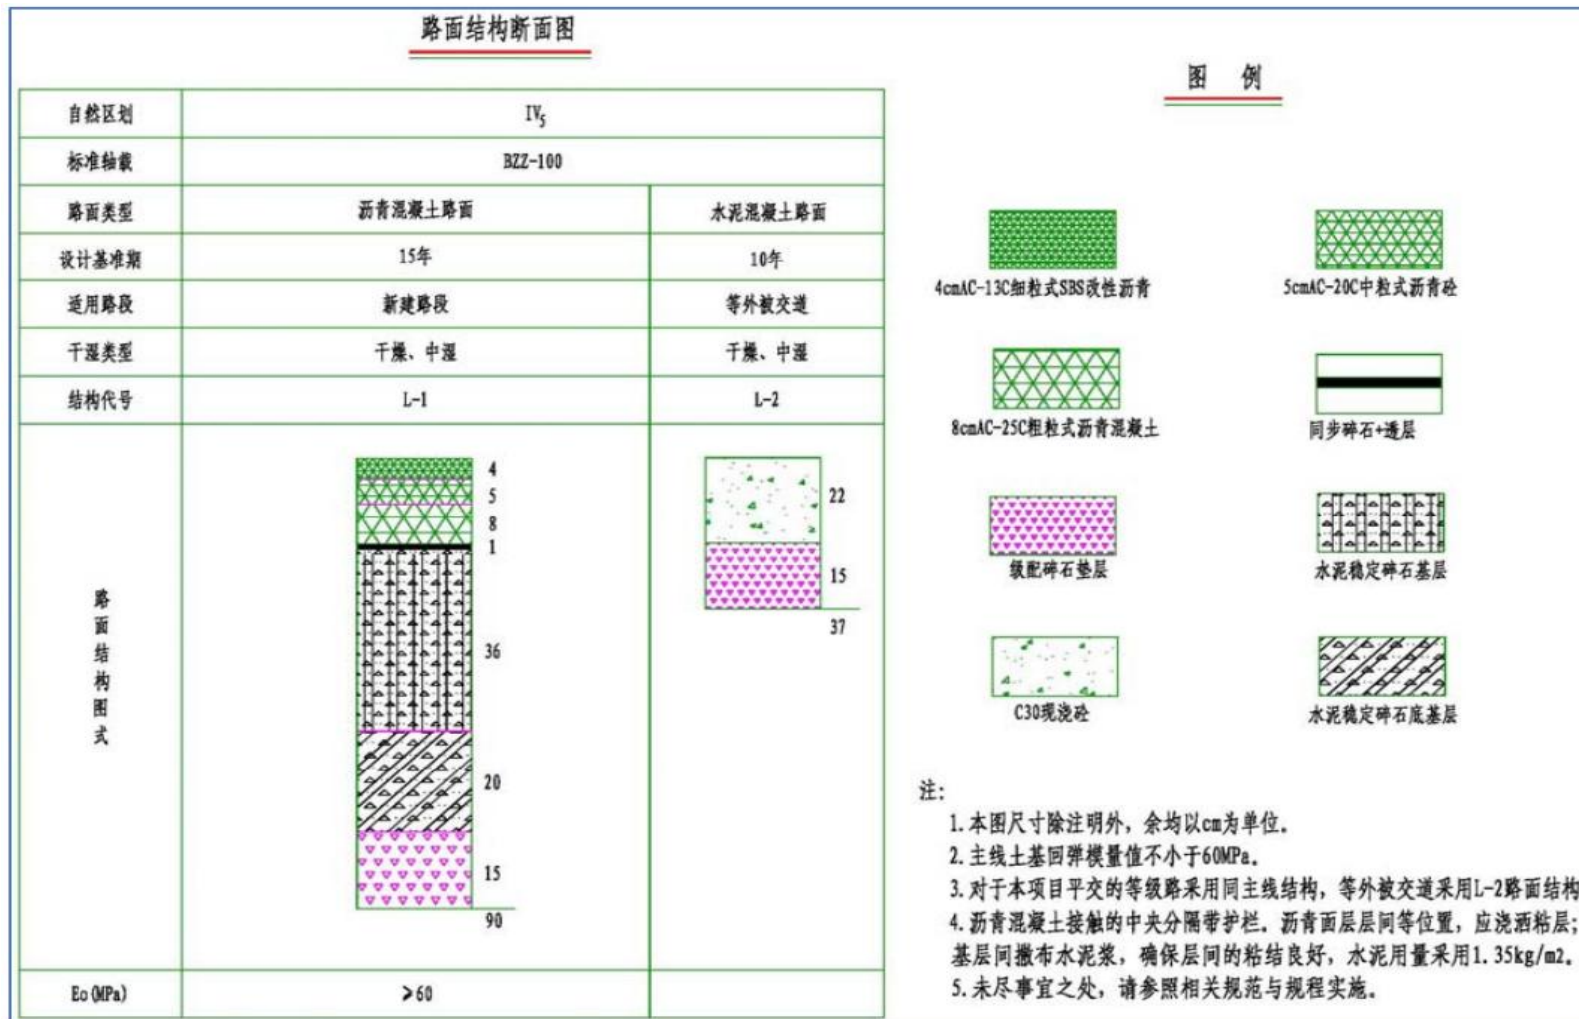 路面结构断面图
自然区划
IV5
标准轴载
BZZ-100
路面类型
沥青混凝土路面
水泥混凝土路面
设计基准期
15年
10年
适用路段
新建路段
等外被交道
干湿类型
干燥、中湿
干燥、中湿
结构代号
L-1
L-2
路面结构图式
4
5
8
1
36
20
15
90
22
15
37
E0(MPa)
≥60
图 例
4cmAC-13C细粒式SBS改性沥青
5cmAC-20C中粒式沥青砼
8cmAC-25C粗粒式沥青混凝土
同步碎石+透层
级配碎石垫层
水泥稳定碎石基层
C30现浇砼
水泥稳定碎石底基层
注:
1.本图尺寸除注明外，余均以cm为单位。
2.主线土基回弹模量值不小于60MPa。
3.对于本项目平交的等级路采用同主线结构，等外被交道采用L-2路面结构
4.沥青混凝土接触的中央分隔带护栏。沥青面层层间等位置，应浇洒粘层;
基层间撒布水泥浆，确保层间的粘结良好，水泥用量采用1.35kg/m2。
5.未尽事宜之处，请参照相关规范与规程实施。